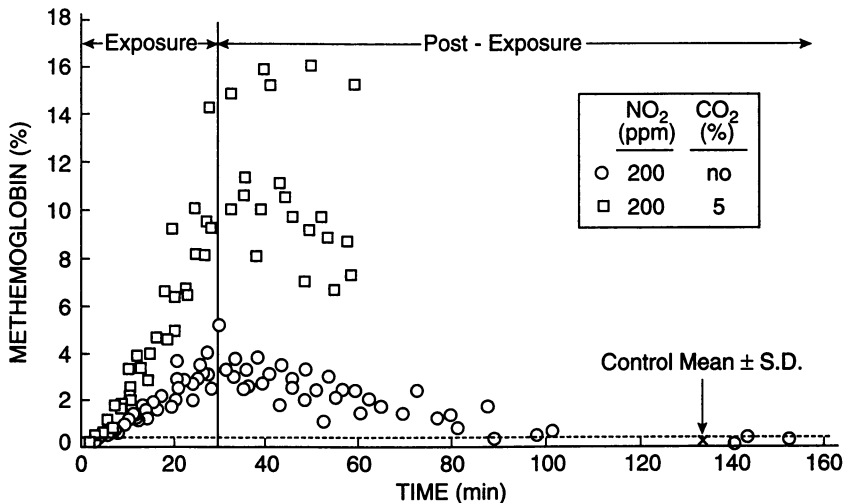 18
16
14
12
10
8
6
4
2
0
METHEMOGLOBIN (%)
Exposure
Post - Exposure
NO2 CO2
(ppm) (%)
200 no
200 5
Control Mean ± S.D.
0 20 40 60 80 100 120 140 160
TIME (min)